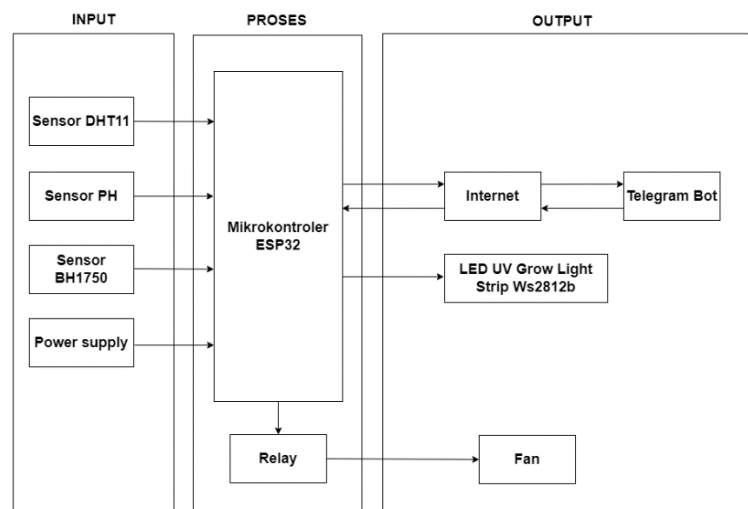 INPUT
PROSES
OUTPUT
Sensor DHT11
Sensor PH
Sensor
BH1750
Power supply
Mikrokontroler
ESP32
Relay
Internet
Telegram Bot
LED UV Grow Light
Strip Ws2812b
Fan